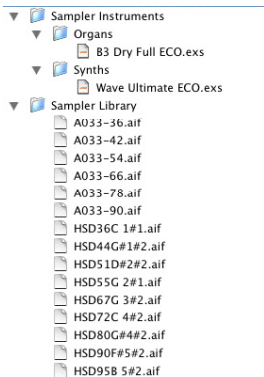 Sampler Instruments
Organs
B3 Dry Full ECO.exs
Synths
Wave Ultimate ECO.exs
Sampler Library
A033-36.aif
A033-42.aif
A033-54.aif
A033-66.aif
A033-78.aif
A033-90.aif
HSD36C 1#1.aif
HSD44G#1#2.aif
HSD51D#2#2.aif
HSD55G 2#1.aif
HSD67G 3#2.aif
HSD72C 4#2.aif
HSD80G#4#2.aif
HSD90F#5#2.aif
HSD95B 5#2.aif